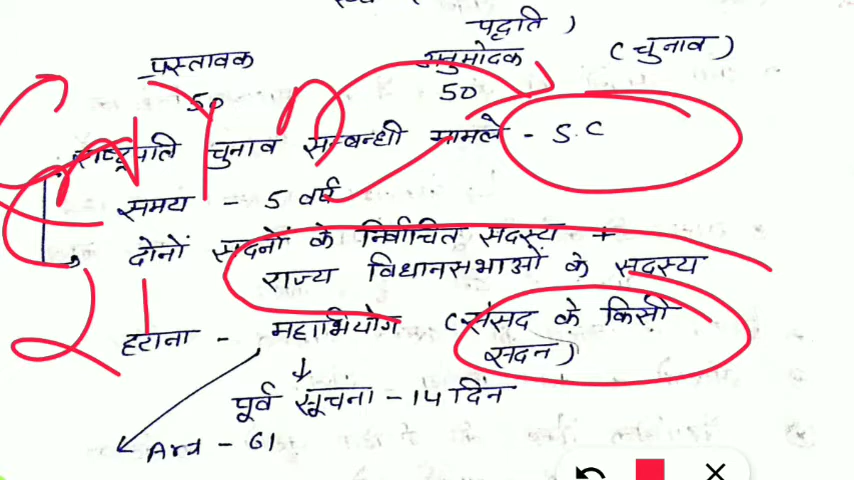 पद्धति )
प्रस्तावक अनुमोदक (चुनाव)
50 50
राष्ट्रपति चुनाव सम्बन्धी मामले - S.C
समय - 5 वर्ष
दोनों सदनों के निर्वाचित सदस्य +
राज्य विधानसभाओं के सदस्य
हटाना - महाभियोग (संसद के किसी
सदन)
पूर्व सूचना - 14 दिन
Art - 61